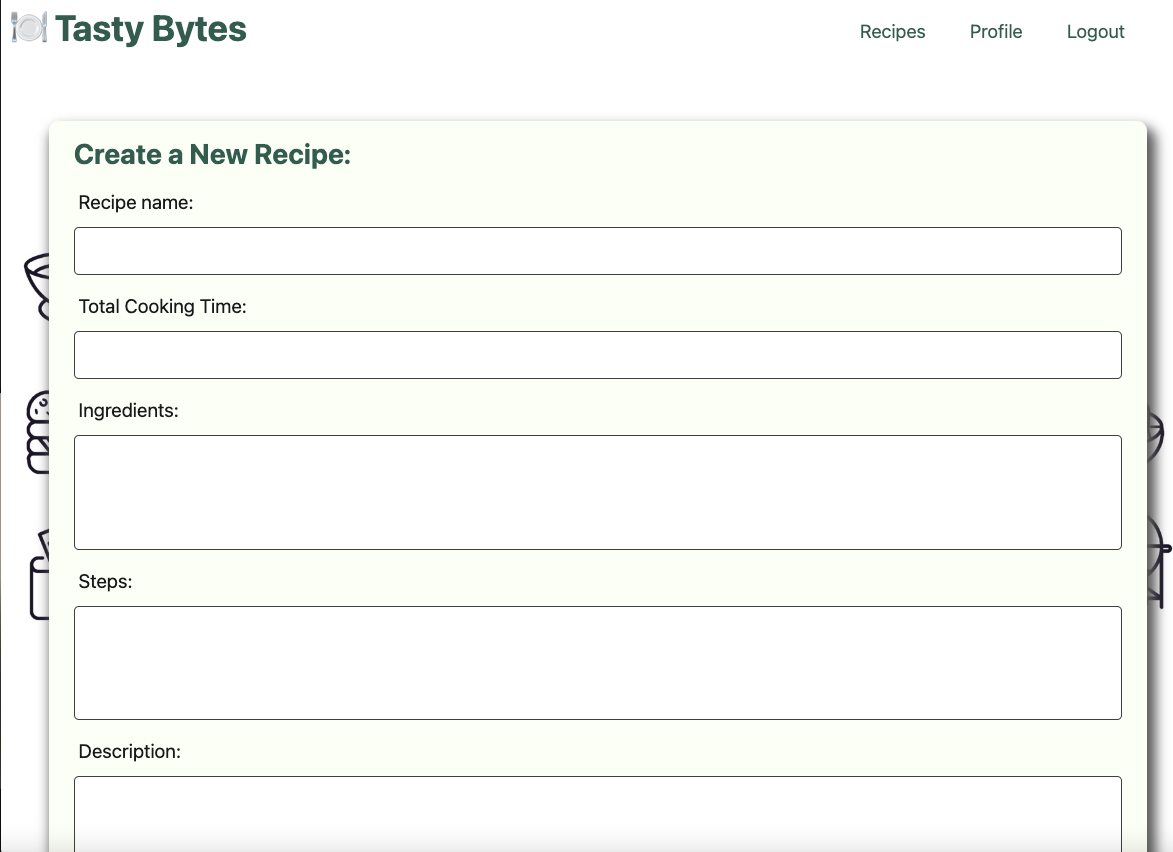 Tasty Bytes
Recipes Profile Logout
Create a New Recipe:
Recipe name:
Total Cooking Time:
Ingredients:
Steps:
Description: